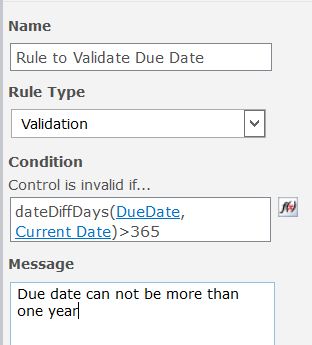 Name
Rule to Validate Due Date
Rule Type
Validation
Condition
Control is invalid if...
dateDiffDays(DueDate,
Current Date)>365
f(x)
Message
Due date can not be more than
one year